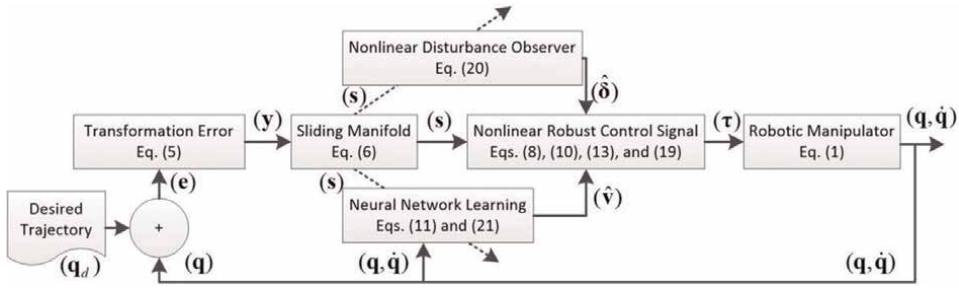 Nonlinear Disturbance Observer
Eq. (20)
(s)
(δ̂)
Transformation Error
Eq. (5)
(y)
Sliding Manifold
Eq. (6)
(s)
Nonlinear Robust Control Signal
Eqs. (8), (10), (13), and (19)
(τ)
Robotic Manipulator
Eq. (1)
(q, q̇)
(e)
(s)
Neural Network Learning
Eqs. (11) and (21)
(v̂)
Desired
Trajectory
(q_d)
+
(q)
(q, q̇)
(q, q̇)